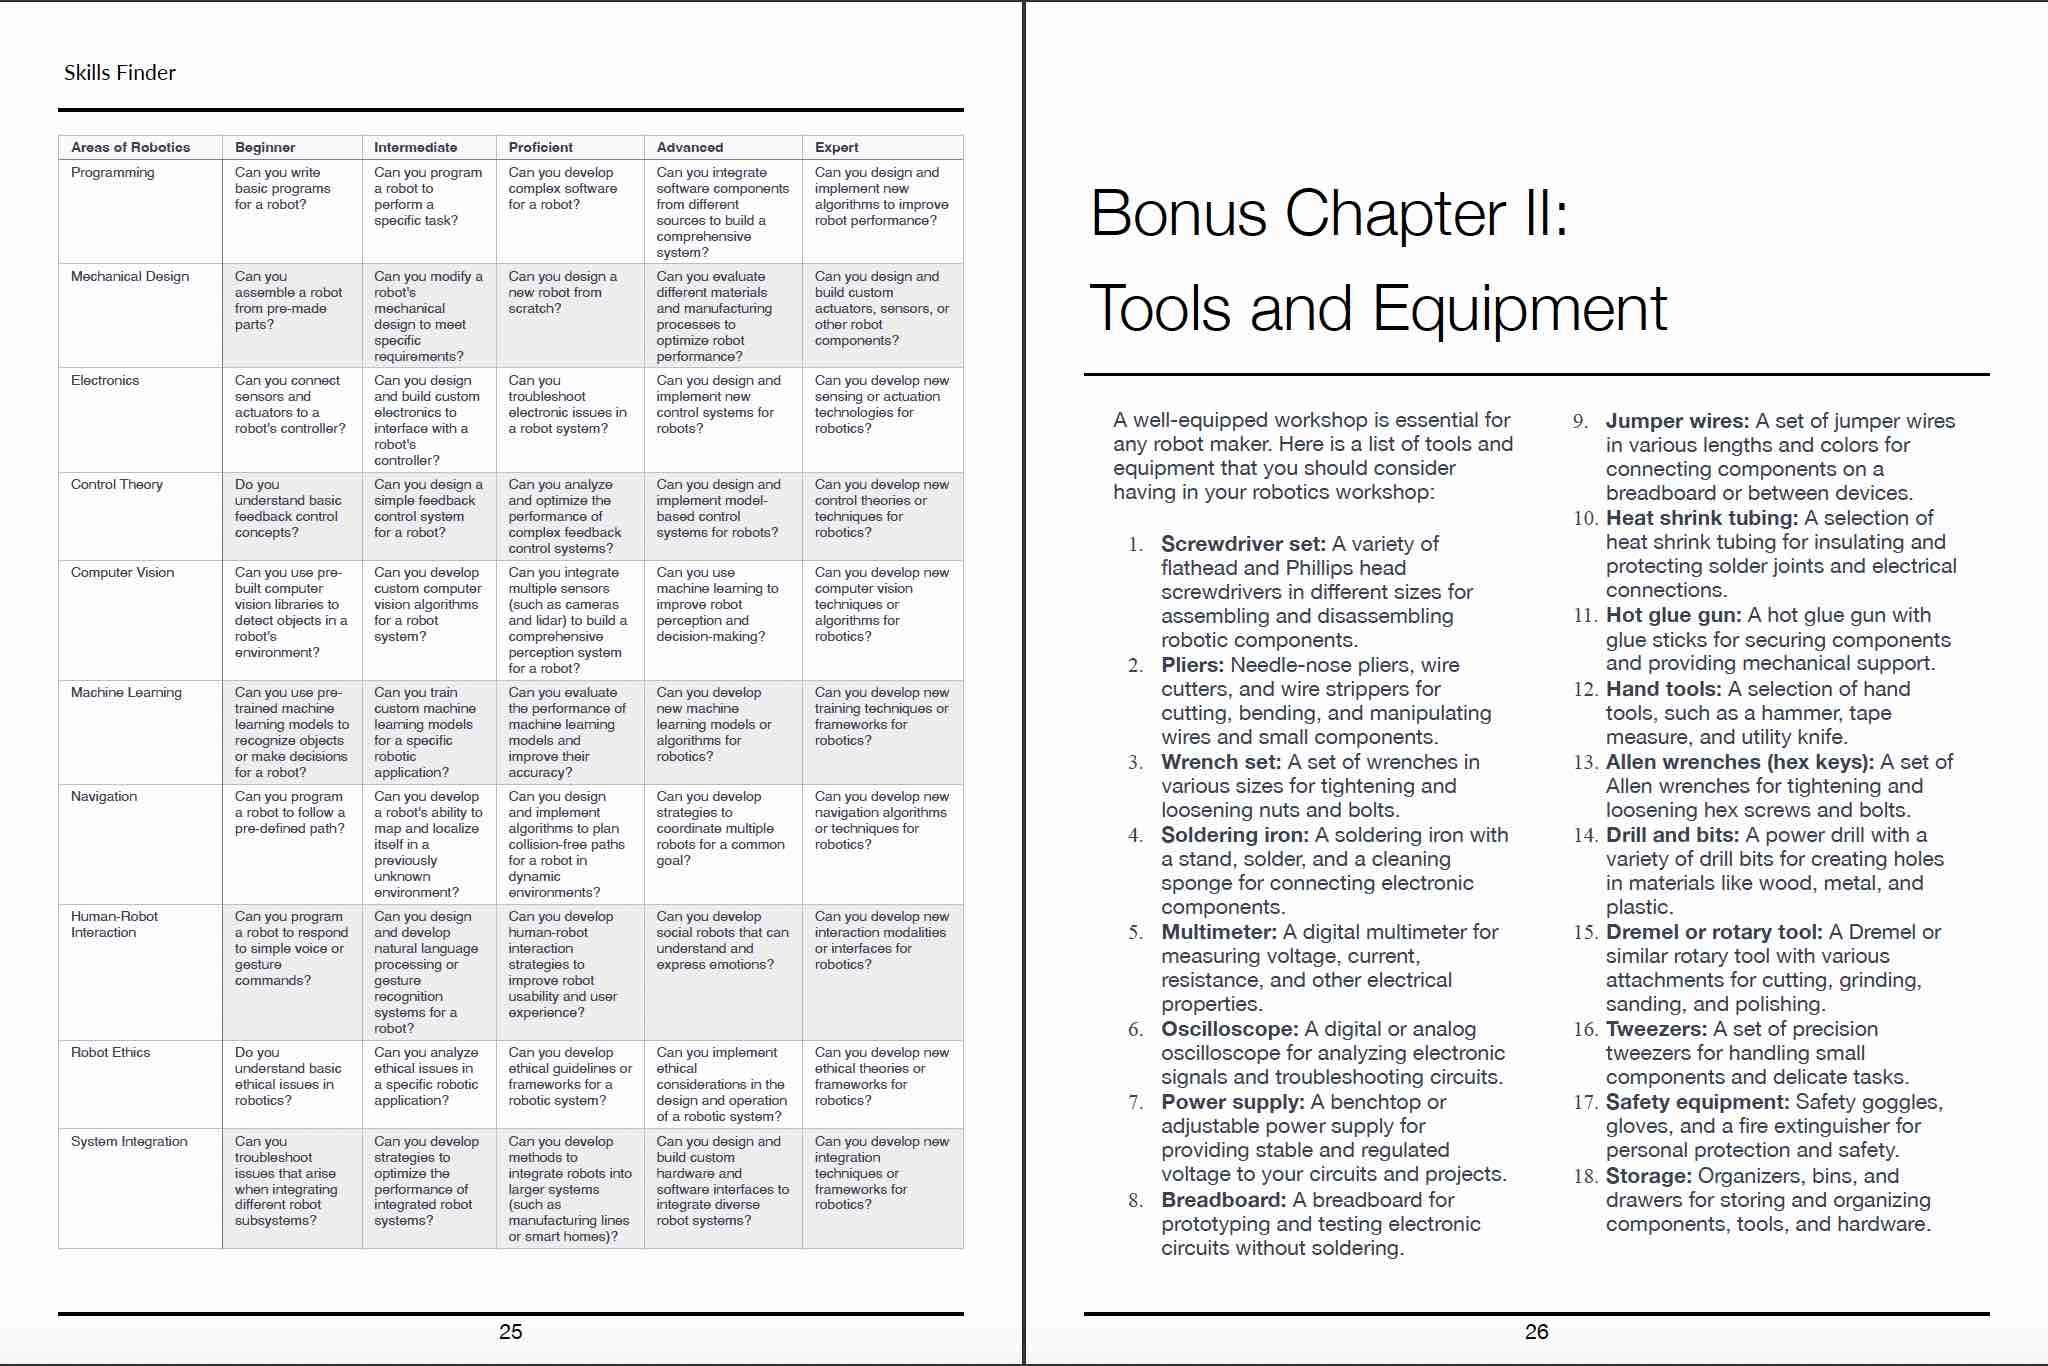 Skills Finder
Areas of Robotics
Beginner
Intermediate
Proficient
Advanced
Expert
Programming
Can you write
basic programs
for a robot?
Can you program
a robot to
perform a
specific task?
Can you develop
complex software
for a robot?
Can you integrate
software components
from different
sources to build a
comprehensive
system?
Can you design and
implement new
algorithms to improve
robot performance?
Mechanical Design
Can you
assemble a robot
from pre-made
parts?
Can you modify a
robot's
mechanical
design to meet
specific
requirements?
Can you design a
new robot from
scratch?
Can you evaluate
different materials
and manufacturing
processes to
optimize robot
performance?
Can you design and
build custom
actuators, sensors, or
other robot
components?
Electronics
Can you connect
sensors and
actuators to a
robot's controller?
Can you design
and build custom
electronics to
interface with a
robot's
controller?
Can you
troubleshoot
electronic issues in
a robot system?
Can you design and
implement new
control systems for
robots?
Can you develop new
sensing or actuation
technologies for
robotics?
Control Theory
Do you
understand basic
feedback control
concepts?
Can you design a
simple feedback
control system
for a robot?
Can you analyze
and optimize the
performance of
complex feedback
control systems?
Can you design and
implement model-
based control
systems for robots?
Can you develop new
control theories or
techniques for
robotics?
Computer Vision
Can you use pre-
built computer
vision libraries to
detect objects in a
robot's
environment?
Can you develop
custom computer
vision algorithms
for a robot
system?
Can you integrate
multiple sensors
(such as cameras
and lidar) to build a
comprehensive
perception system
for a robot?
Can you use
machine learning to
improve robot
perception and
decision-making?
Can you develop new
computer vision
techniques or
algorithms for
robotics?
Machine Learning
Can you use pre-
trained machine
learning models to
recognize objects
or make decisions
for a robot?
Can you train
custom machine
learning models
for a specific
robotic
application?
Can you evaluate
the performance of
machine learning
models and
improve their
accuracy?
Can you develop
new machine
learning models or
algorithms for
robotics?
Can you develop new
training techniques or
frameworks for
robotics?
Navigation
Can you program
a robot to follow a
pre-defined path?
Can you develop
a robot's ability to
map and localize
itself in a
previously
unknown
environment?
Can you design
and implement
algorithms to plan
collision-free paths
for a robot in
dynamic
environments?
Can you develop
strategies to
coordinate multiple
robots for a common
goal?
Can you develop new
navigation algorithms
or techniques for
robotics?
Human-Robot
Interaction
Can you program
a robot to respond
to simple voice or
gesture
commands?
Can you design
and develop
natural language
processing or
gesture
recognition
systems for a
robot?
Can you develop
human-robot
interaction
strategies to
improve robot
usability and user
experience?
Can you develop
social robots that can
understand and
express emotions?
Can you develop new
interaction modalities
or interfaces for
robotics?
Robot Ethics
Do you
understand basic
ethical issues in
robotics?
Can you analyze
ethical issues in
a specific robotic
application?
Can you develop
ethical guidelines or
frameworks for a
robotic system?
Can you implement
ethical
considerations in the
design and operation
of a robotic system?
Can you develop new
ethical theories or
frameworks for
robotics?
System Integration
Can you
troubleshoot
issues that arise
when integrating
different robot
subsystems?
Can you develop
strategies to
optimize the
performance of
integrated robot
systems?
Can you develop
methods to
integrate robots into
larger systems
(such as
manufacturing lines
or smart homes)?
Can you design and
build custom
hardware and
software interfaces to
integrate diverse
robot systems?
Can you develop new
integration
techniques or
frameworks for
robotics?
25
Bonus Chapter II:
Tools and Equipment
A well-equipped workshop is essential for
any robot maker. Here is a list of tools and
equipment that you should consider
having in your robotics workshop:
1. Screwdriver set: A variety of
flathead and Phillips head
screwdrivers in different sizes for
assembling and disassembling
robotic components.
2. Pliers: Needle-nose pliers, wire
cutters, and wire strippers for
cutting, bending, and manipulating
wires and small components.
3. Wrench set: A set of wrenches in
various sizes for tightening and
loosening nuts and bolts.
4. Soldering iron: A soldering iron with
a stand, solder, and a cleaning
sponge for connecting electronic
components.
5. Multimeter: A digital multimeter for
measuring voltage, current,
resistance, and other electrical
properties.
6. Oscilloscope: A digital or analog
oscilloscope for analyzing electronic
signals and troubleshooting circuits.
7. Power supply: A benchtop or
adjustable power supply for
providing stable and regulated
voltage to your circuits and projects.
8. Breadboard: A breadboard for
prototyping and testing electronic
circuits without soldering.
9. Jumper wires: A set of jumper wires
in various lengths and colors for
connecting components on a
breadboard or between devices.
10. Heat shrink tubing: A selection of
heat shrink tubing for insulating and
protecting solder joints and electrical
connections.
11. Hot glue gun: A hot glue gun with
glue sticks for securing components
and providing mechanical support.
12. Hand tools: A selection of hand
tools, such as a hammer, tape
measure, and utility knife.
13. Allen wrenches (hex keys): A set of
Allen wrenches for tightening and
loosening hex screws and bolts.
14. Drill and bits: A power drill with a
variety of drill bits for creating holes
in materials like wood, metal, and
plastic.
15. Dremel or rotary tool: A Dremel or
similar rotary tool with various
attachments for cutting, grinding,
sanding, and polishing.
16. Tweezers: A set of precision
tweezers for handling small
components and delicate tasks.
17. Safety equipment: Safety goggles,
gloves, and a fire extinguisher for
personal protection and safety.
18. Storage: Organizers, bins, and
drawers for storing and organizing
components, tools, and hardware.
26